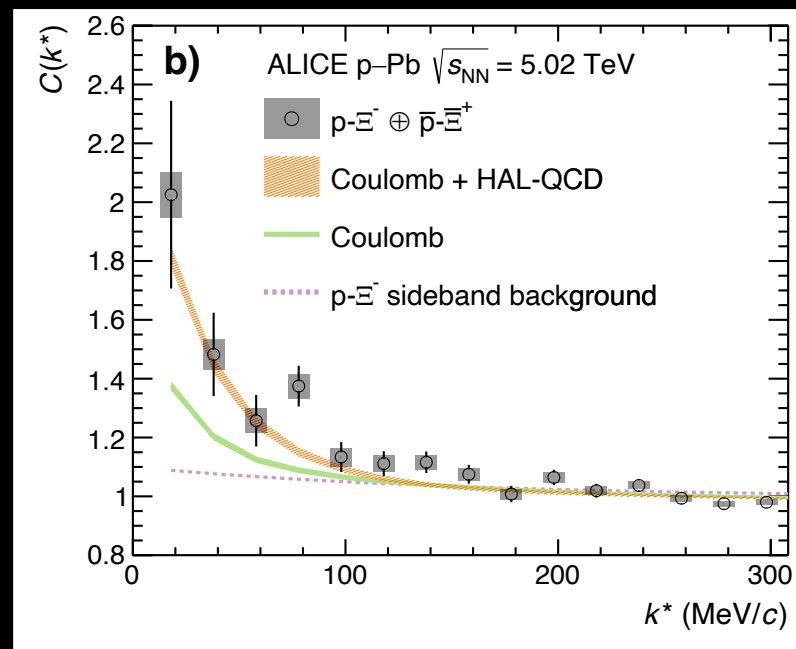 C(k*)
2.6
2.4
2.2
2
1.8
1.6
1.4
1.2
1
0.8
b) ALICE p–Pb √sNN = 5.02 TeV
p-Ξ⁻ ⊕ p̅-Ξ̅⁺
Coulomb + HAL-QCD
Coulomb
p-Ξ⁻ sideband background
0 100 200 300
k* (MeV/c)